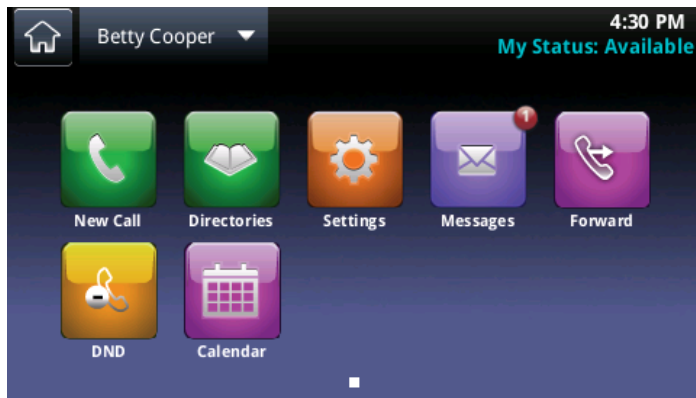 Betty Cooper
4:30 PM
My Status: Available
1
New Call
Directories
Settings
Messages
Forward
DND
Calendar